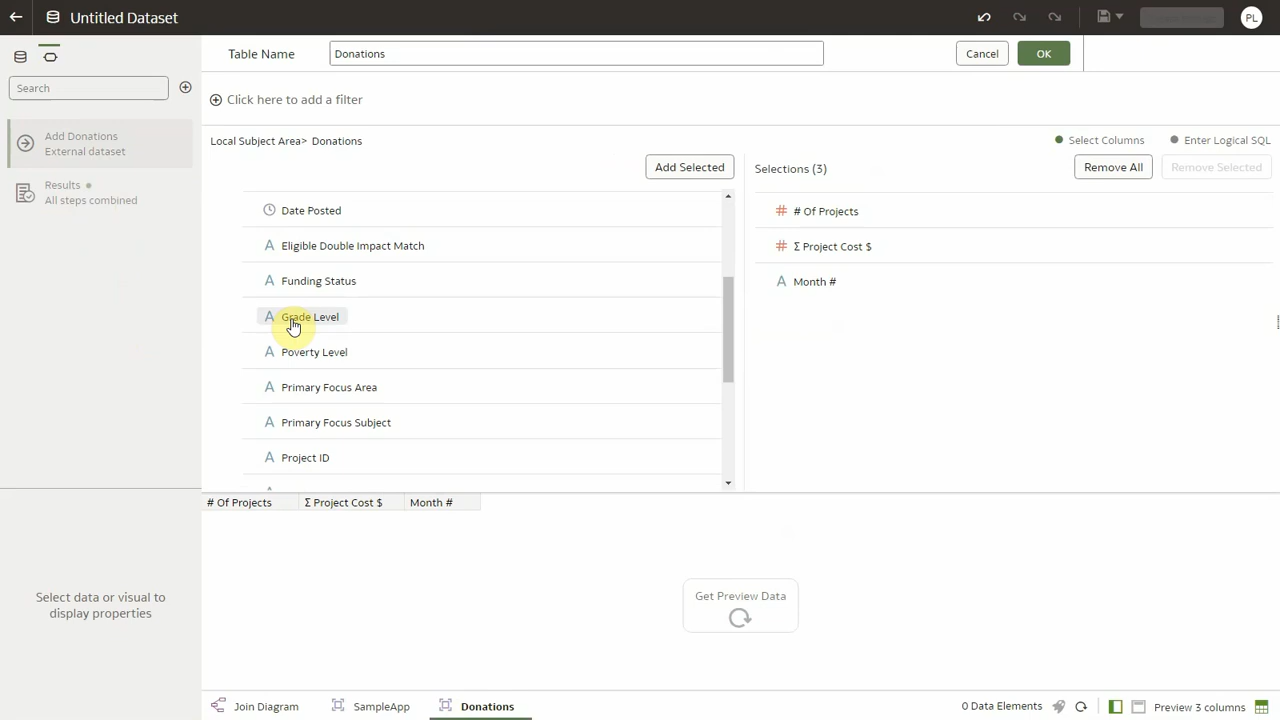 Untitled Dataset
PL
Table Name
Donations
Cancel
OK
Search
Click here to add a filter
Add Donations
External dataset
Results
All steps combined
Local Subject Area> Donations
Select Columns
Enter Logical SQL
Add Selected
Selections (3)
Remove All
Remove Selected
Date Posted
A Eligible Double Impact Match
A Funding Status
A Grade Level
A Poverty Level
A Primary Focus Area
A Primary Focus Subject
A Project ID
# # Of Projects
# Σ Project Cost $
A Month #
# Of Projects
Σ Project Cost $
Month #
Get Preview Data
Select data or visual to
display properties
Join Diagram
SampleApp
Donations
0 Data Elements
Preview 3 columns